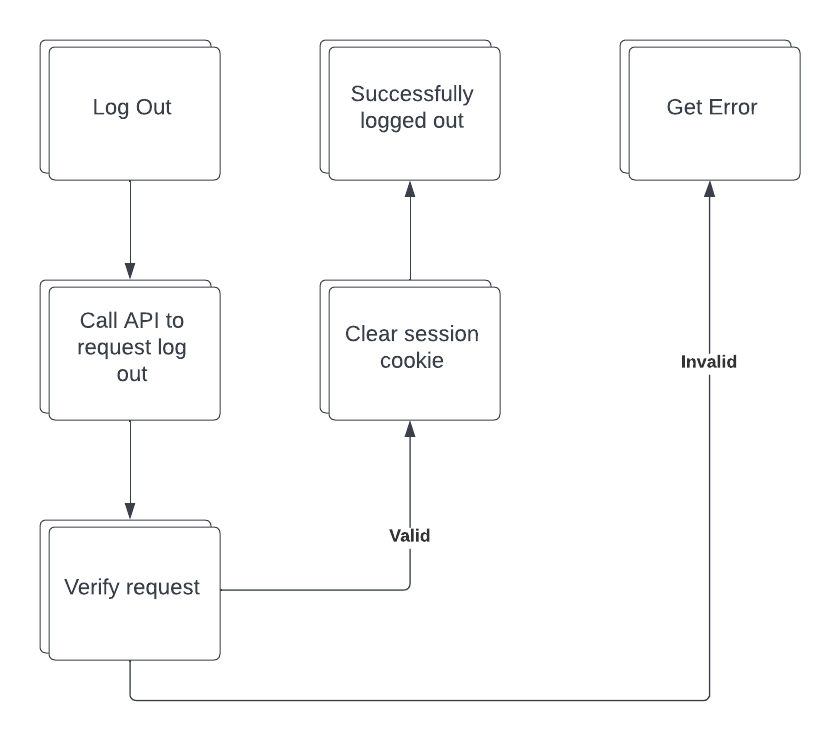 Log Out
Successfully
logged out
Get Error
Call API to
request log
out
Clear session
cookie
Invalid
Valid
Verify request